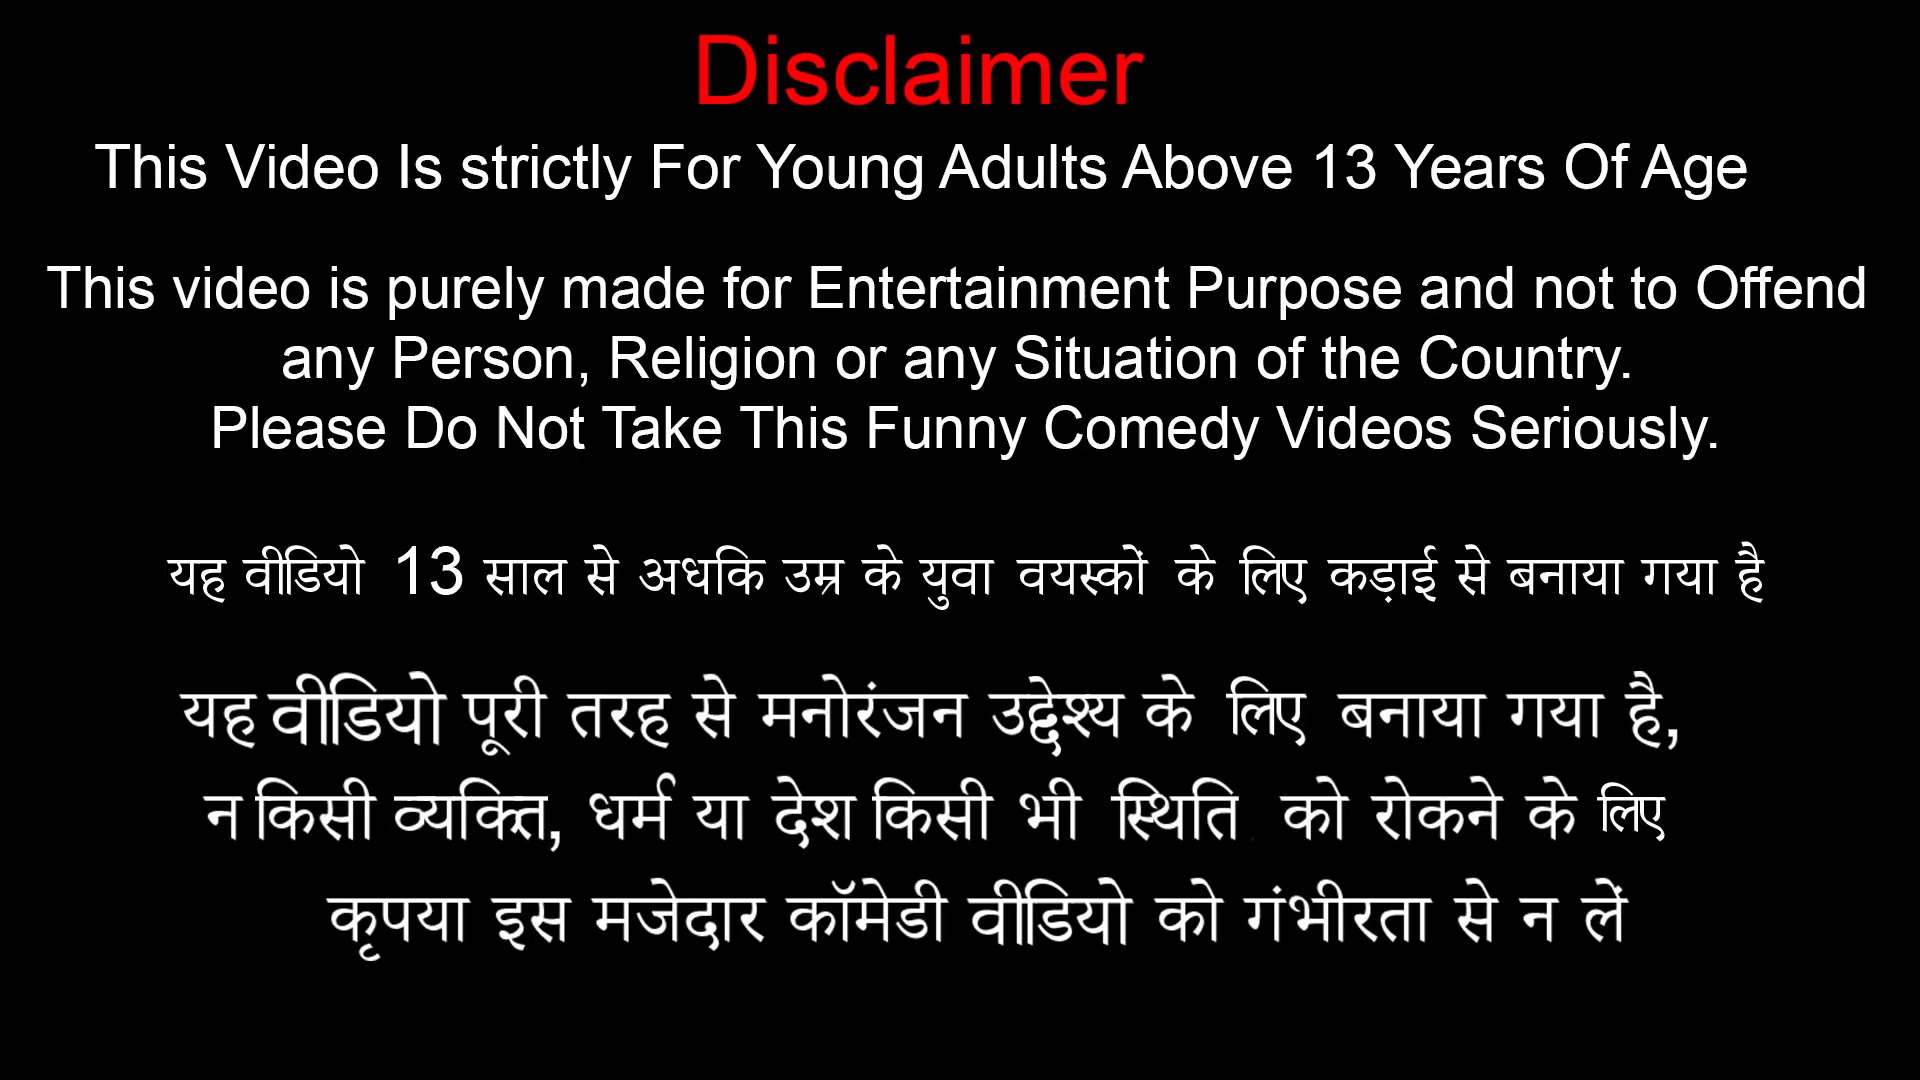 Disclaimer
This Video Is strictly For Young Adults Above 13 Years Of Age
This video is purely made for Entertainment Purpose and not to Offend
any Person, Religion or any Situation of the Country.
Please Do Not Take This Funny Comedy Videos Seriously.
यह वीडियो 13 साल से अधकि उम्र के युवा वयस्कों के लिए कड़ाई से बनाया गया है
यह वीडियो पूरी तरह से मनोरंजन उद्देश्य के लिए बनाया गया है,
न किसी व्यक्ति, धर्म या देश किसी भी स्थिति को रोकने के लिए
कृपया इस मजेदार कॉमेडी वीडियो को गंभीरता से न लें